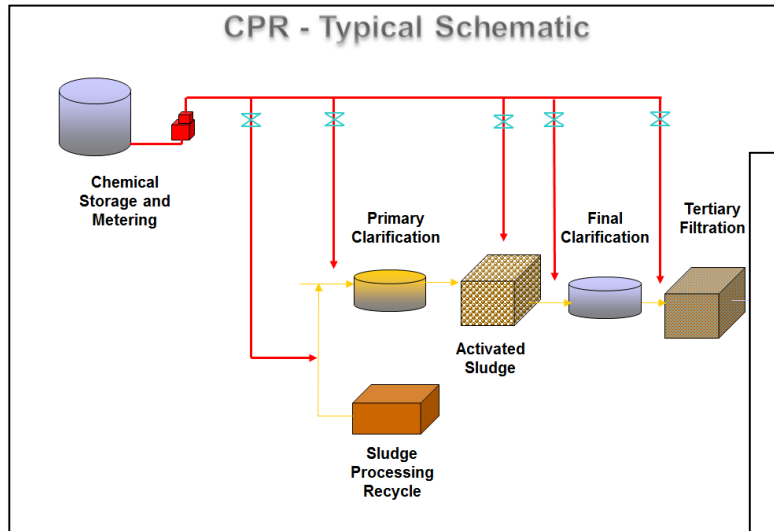 CPR - Typical Schematic
Chemical
Storage and
Metering
Primary
Clarification
Final
Clarification
Tertiary
Filtration
Activated
Sludge
Sludge
Processing
Recycle